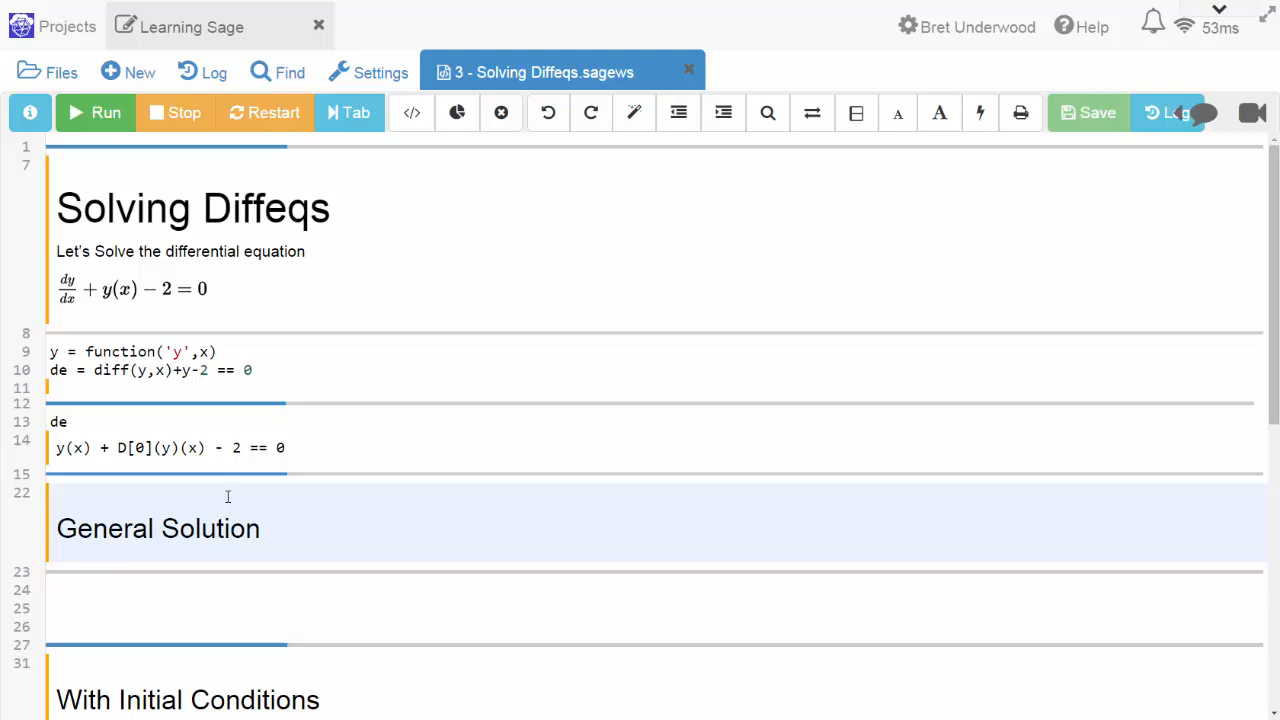 Projects Learning Sage Bret Underwood Help 53ms
Files New Log Find Settings 3 - Solving Diffeqs.sagews
Run Stop Restart Tab </> A A Save Log
1
7
Solving Diffeqs
Let's Solve the differential equation
dy/dx + y(x) − 2 = 0
8
9 y = function('y',x)
10 de = diff(y,x)+y-2 == 0
11
12
13 de
14 y(x) + D[0](y)(x) - 2 == 0
15
22
General Solution
23
24
25
26
27
31
With Initial Conditions